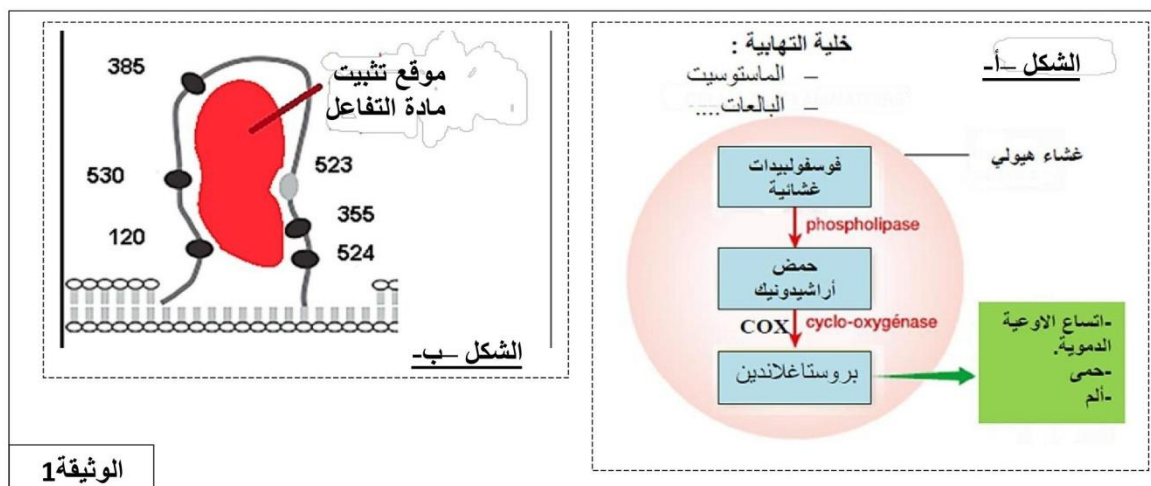 الشكل –أ-
خلية التهابية :
– الماستوسيت
– البالعات....
غشاء هيولي
فوسفولبيدات
غشائية
phospholipase
حمض
أراشيدونيك
COX
cyclo-oxygénase
بروستاغلاندين
-اتساع الاوعية
الدموية.
-حمى
-ألم
موقع تثبيت
مادة التفاعل
385
530
120
523
355
524
الشكل –ب-
الوثيقة1